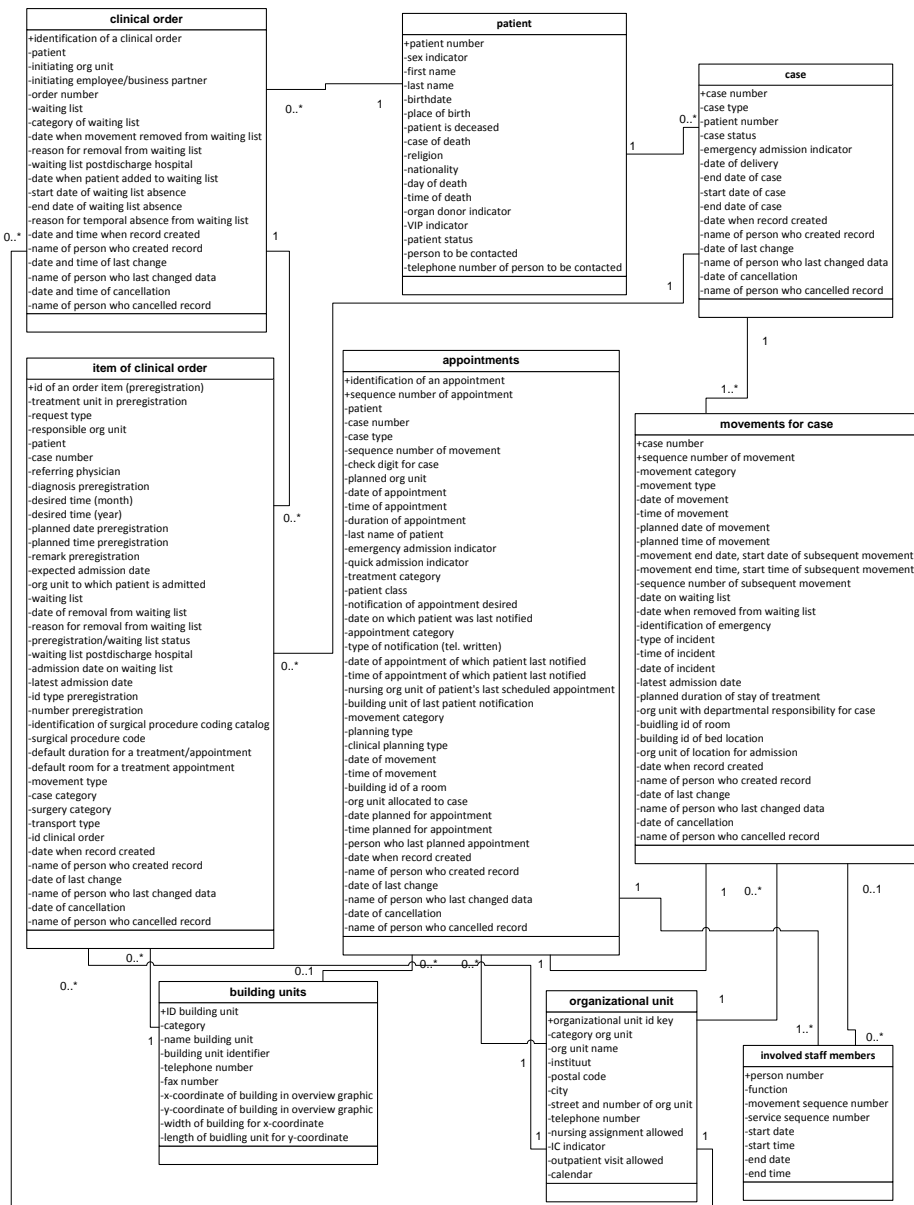 clinical order
+identification of a clinical order
-patient
-initiating org unit
-initiating employee/business partner
-order number
-waiting list
-category of waiting list
-date when movement removed from waiting list
-reason for removal from waiting list
-waiting list postdischarge hospital
-date when patient added to waiting list
-start date of waiting list absence
-end date of waiting list absence
-reason for temporal absence from waiting list
-date and time when record created
-name of person who created record
-date and time of last change
-name of person who last changed data
-date and time of cancellation
-name of person who cancelled record
patient
+patient number
-sex indicator
-first name
-last name
-birthdate
-place of birth
-patient is deceased
-case of death
-religion
-nationality
-day of death
-time of death
-organ donor indicator
-VIP indicator
-patient status
-person to be contacted
-telephone number of person to be contacted
case
+case number
-case type
-patient number
-case status
-emergency admission indicator
-date of delivery
-end date of case
-start date of case
-end date of case
-date when record created
-name of person who created record
-date of last change
-name of person who last changed data
-date of cancellation
-name of person who cancelled record
0..*
1
1
0..*
0..*
1
1
1
1..*
item of clinical order
+id of an order item (preregistration)
-treatment unit in preregistration
-request type
-responsible org unit
-patient
-case number
-referring physician
-diagnosis preregistration
-desired time (month)
-desired time (year)
-planned date preregistration
-planned time preregistration
-remark preregistration
-expected admission date
-org unit to which patient is admitted
-waiting list
-date of removal from waiting list
-reason for removal from waiting list
-preregistration/waiting list status
-waiting list postdischarge hospital
-admission date on waiting list
-latest admission date
-id type preregistration
-number preregistration
-identification of surgical procedure coding catalog
-surgical procedure code
-default duration for a treatment/appointment
-default room for a treatment appointment
-movement type
-case category
-surgery category
-transport type
-id clinical order
-date when record created
-name of person who created record
-date of last change
-name of person who last changed data
-date of cancellation
-name of person who cancelled record
0..*
0..*
appointments
+identification of an appointment
+sequence number of appointment
-patient
-case number
-case type
-sequence number of movement
-check digit for case
-planned org unit
-date of appointment
-time of appointment
-duration of appointment
-last name of patient
-emergency admission indicator
-quick admission indicator
-treatment category
-patient class
-notification of appointment desired
-date on which patient was last notified
-appointment category
-type of notification (tel. written)
-date of appointment of which patient last notified
-time of appointment of which patient last notified
-nursing org unit of patient's last scheduled appointment
-building unit of last patient notification
-movement category
-planning type
-clinical planning type
-date of movement
-time of movement
-building id of a room
-org unit allocated to case
-date planned for appointment
-time planned for appointment
-person who last planned appointment
-date when record created
-name of person who created record
-date of last change
-name of person who last changed data
-date of cancellation
-name of person who cancelled record
movements for case
+case number
+sequence number of movement
-movement category
-movement type
-date of movement
-time of movement
-planned date of movement
-planned time of movement
-movement end date, start date of subsequent movement
-movement end time, start time of subsequent movement
-sequence number of subsequent movement
-date on waiting list
-date when removed from waiting list
-identification of emergency
-type of incident
-time of incident
-date of incident
-latest admission date
-planned duration of stay of treatment
-org unit with departmental responsibility for case
-buidling id of room
-building id of bed location
-org unit of location for admission
-date when record created
-name of person who created record
-date of last change
-name of person who last changed data
-date of cancellation
-name of person who cancelled record
1
1
0..*
0..1
0..*
0..*
0..1
0..*
0..*
1
building units
+ID building unit
-category
-name building unit
-building unit identifier
-telephone number
-fax number
-x-coordinate of building in overview graphic
-y-coordinate of building in overview graphic
-width of building for x-coordinate
-length of buidling unit for y-coordinate
1
1
1
organizational unit
+organizational unit id key
-category org unit
-org unit name
-instituut
-postal code
-city
-street and number of org unit
-telephone number
-nursing assignment allowed
-IC indicator
-outpatient visit allowed
-calendar
1
1
1..*
0..*
involved staff members
+person number
-function
-movement sequence number
-service sequence number
-start date
-start time
-end date
-end time